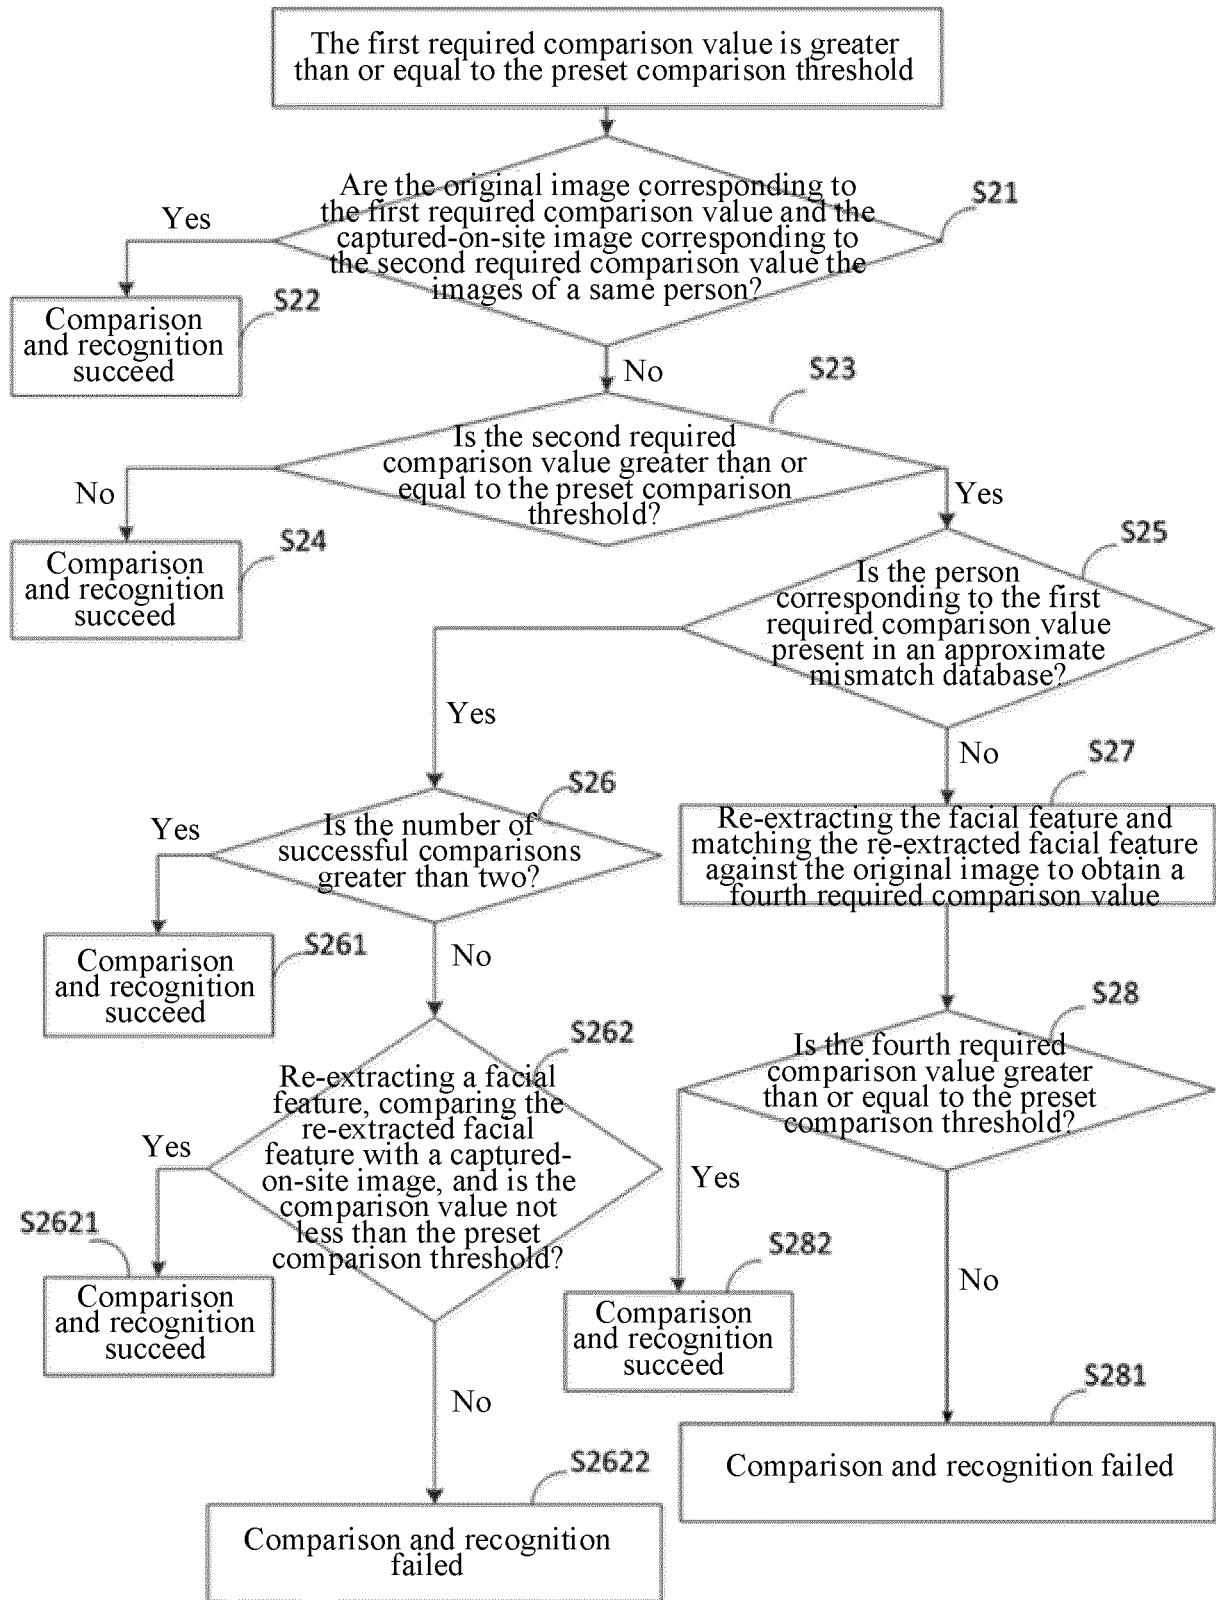 The first required comparison value is greater
than or equal to the preset comparison threshold
Are the original image corresponding to
the first required comparison value and the
captured-on-site image corresponding to
the second required comparison value the
images of a same person?
S21
Yes
S22
Comparison
and recognition
succeed
No
S23
Is the second required
comparison value greater than or
equal to the preset comparison
threshold?
No
Yes
S24
Comparison
and recognition
succeed
S25
Is the person
corresponding to the first
required comparison value
present in an approximate
mismatch database?
Yes
No
S26
Is the number of
successful comparisons
greater than two?
S27
Re-extracting the facial feature and
matching the re-extracted facial feature
against the original image to obtain a
fourth required comparison value
Yes
S261
Comparison
and recognition
succeed
No
S262
Re-extracting a facial
feature, comparing the
re-extracted facial
feature with a captured-
on-site image, and is the
comparison value not
less than the preset
comparison threshold?
S28
Is the fourth required
comparison value greater
than or equal to the preset
comparison threshold?
Yes
S2621
Comparison
and recognition
succeed
Yes
S282
Comparison
and recognition
succeed
No
S281
Comparison and recognition failed
No
S2622
Comparison and recognition
failed